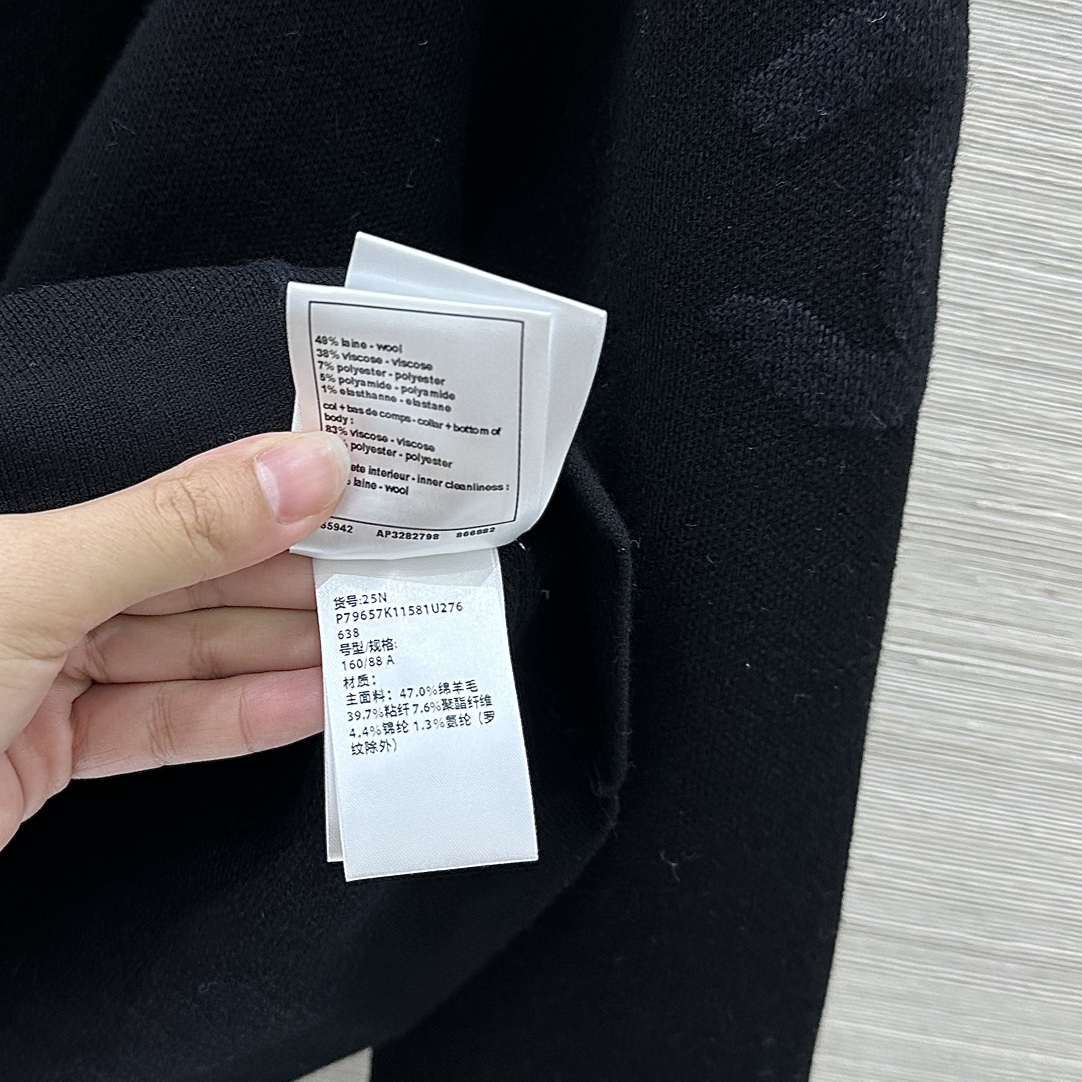 49% laine - wool
38% viscose - viscose
7% polyester - polyester
5% polyamide - polyamide
1% elasthanne - elastane
col + bas de comps - collar + bottom of
body :
83% viscose - viscose
polyester - polyester
interieur - inner cleanliness :
laine - wool
65942 AP3282798 866882
货号:25N
P79657K11581U276
638
号型/规格:
160/88 A
材质：
主面料：47.0%绵羊毛
39.7%粘纤 7.6%聚酯纤维
4.4%锦纶 1.3%氨纶（罗
纹除外）